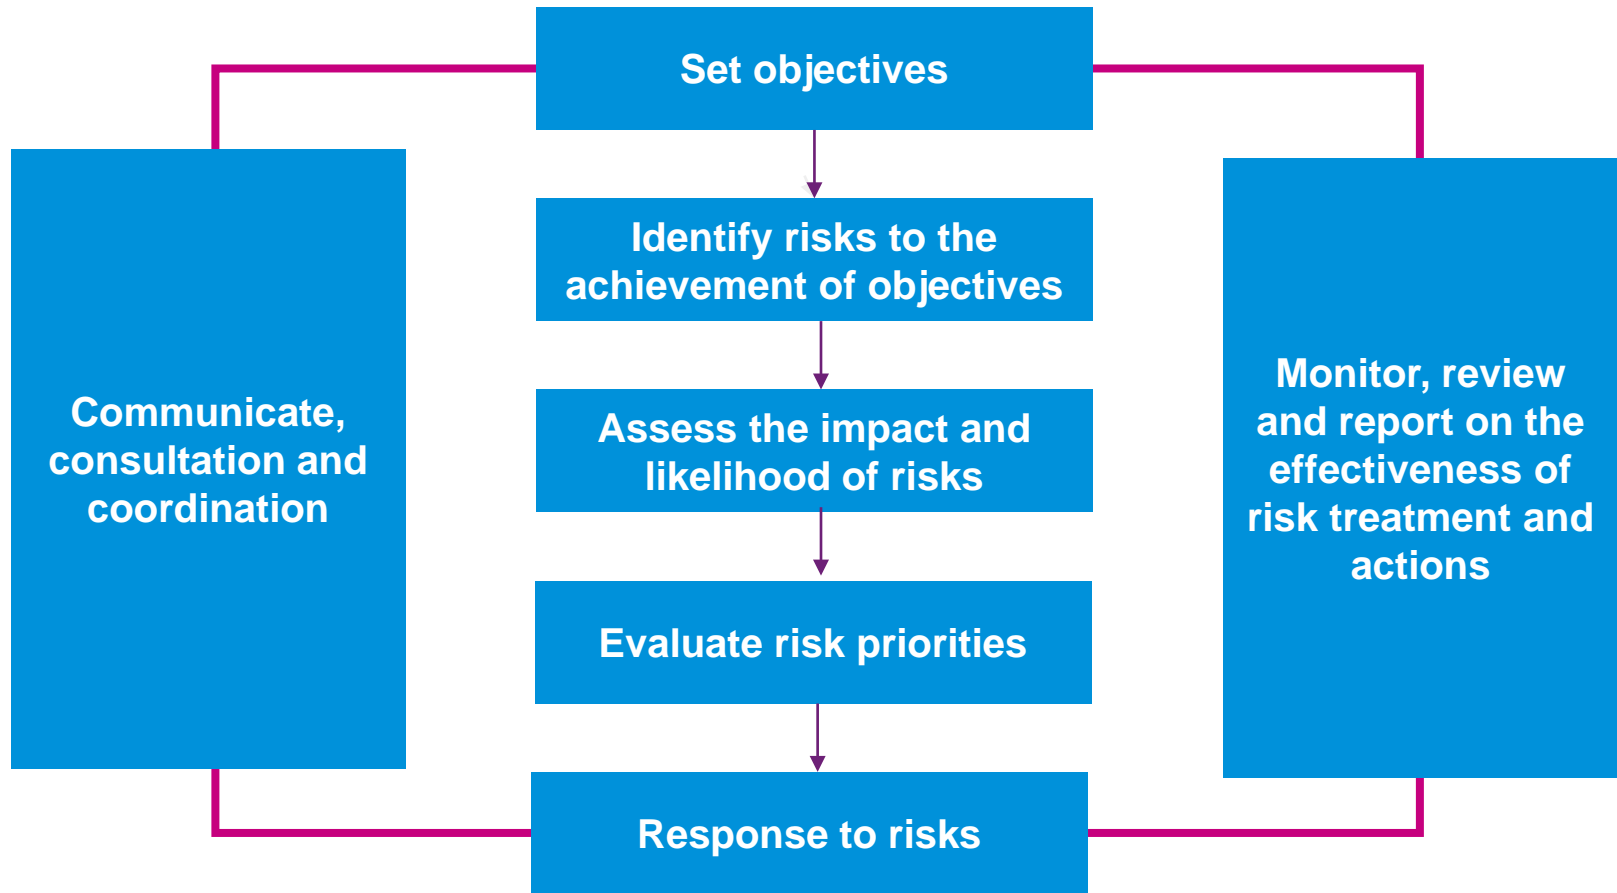 Set objectives
Identify risks to the
achievement of objectives
Assess the impact and
likelihood of risks
Evaluate risk priorities
Response to risks
Communicate,
consultation and
coordination
Monitor, review
and report on the
effectiveness of
risk treatment and
actions